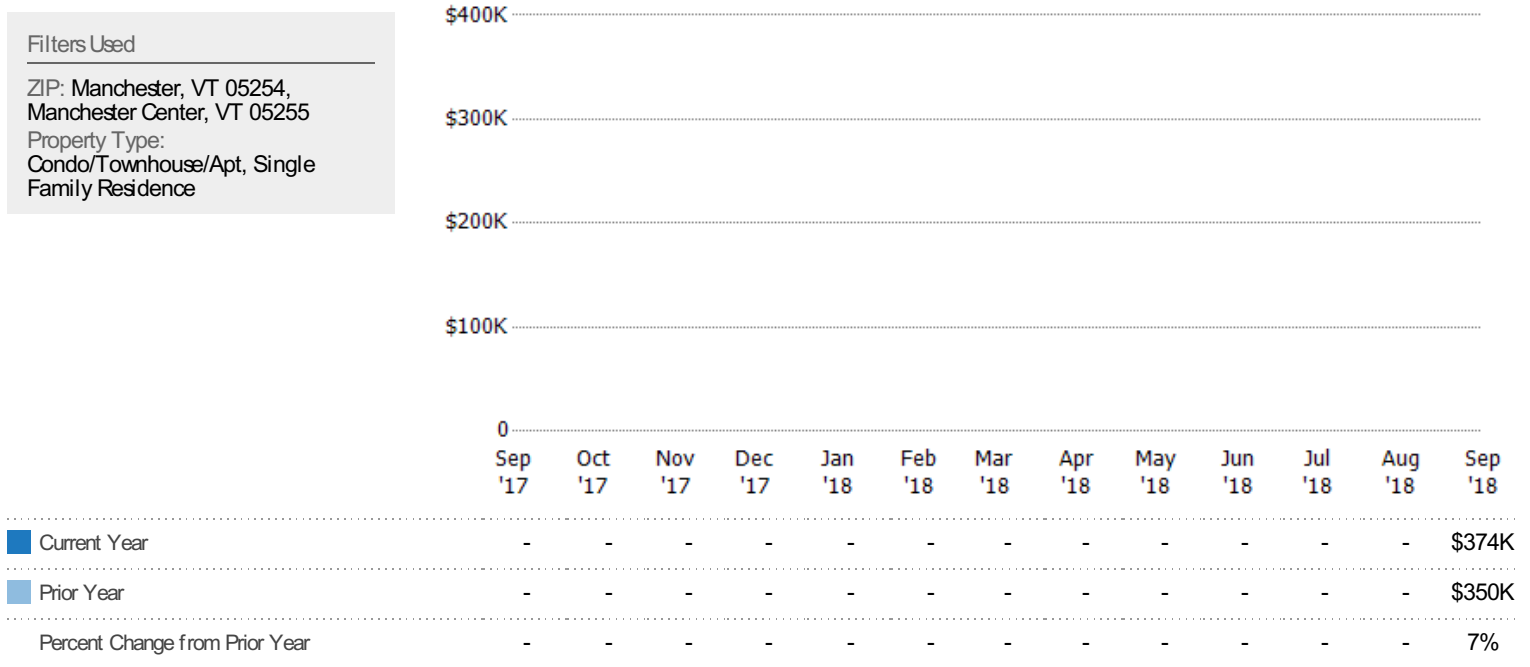 Filters Used
ZIP: Manchester, VT 05254,
Manchester Center, VT 05255
Property Type:
Condo/Townhouse/Apt, Single
Family Residence
$400K
$300K
$200K
$100K
0
Sep Oct Nov Dec Jan Feb Mar Apr May Jun Jul Aug Sep
'17 '17 '17 '17 '18 '18 '18 '18 '18 '18 '18 '18 '18
Current Year - - - - - - - - - - - - $374K
Prior Year - - - - - - - - - - - - $350K
Percent Change from Prior Year - - - - - - - - - - - - 7%